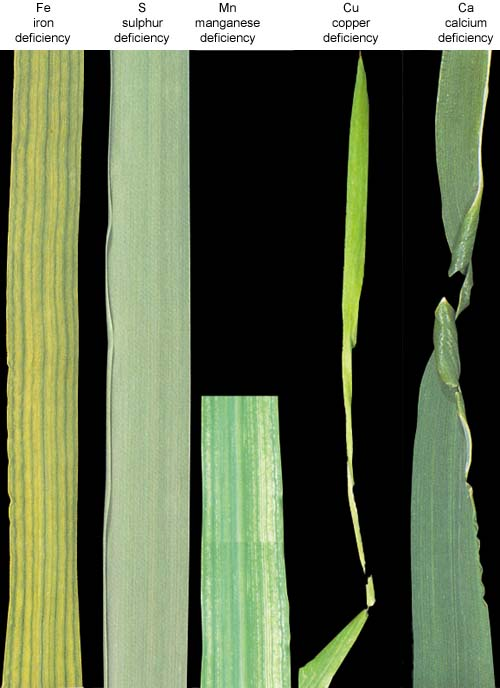 Fe
iron
deficiency
S
sulphur
deficiency
Mn
manganese
deficiency
Cu
copper
deficiency
Ca
calcium
deficiency